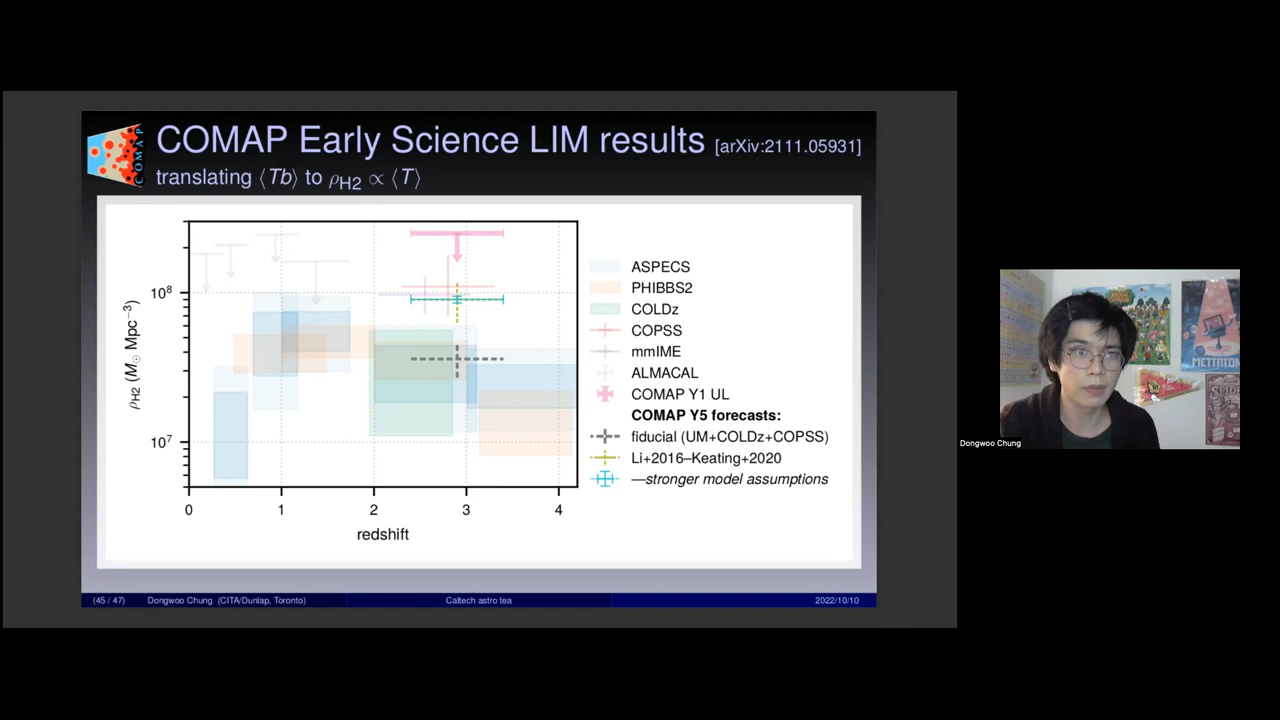 COMAP
COMAP Early Science LIM results [arXiv:2111.05931]
translating ⟨Tb⟩ to ρH2 ∝ ⟨T⟩
ρH2 (M☉ Mpc⁻³)
10⁸
10⁷
0 1 2 3 4
redshift
ASPECS
PHIBBS2
COLDz
COPSS
mmIME
ALMACAL
COMAP Y1 UL
COMAP Y5 forecasts:
fiducial (UM+COLDz+COPSS)
Li+2016–Keating+2020
—stronger model assumptions
(45 / 47) Dongwoo Chung (CITA/Dunlap, Toronto) Caltech astro tea 2022/10/10
METTATON
Dongwoo Chung